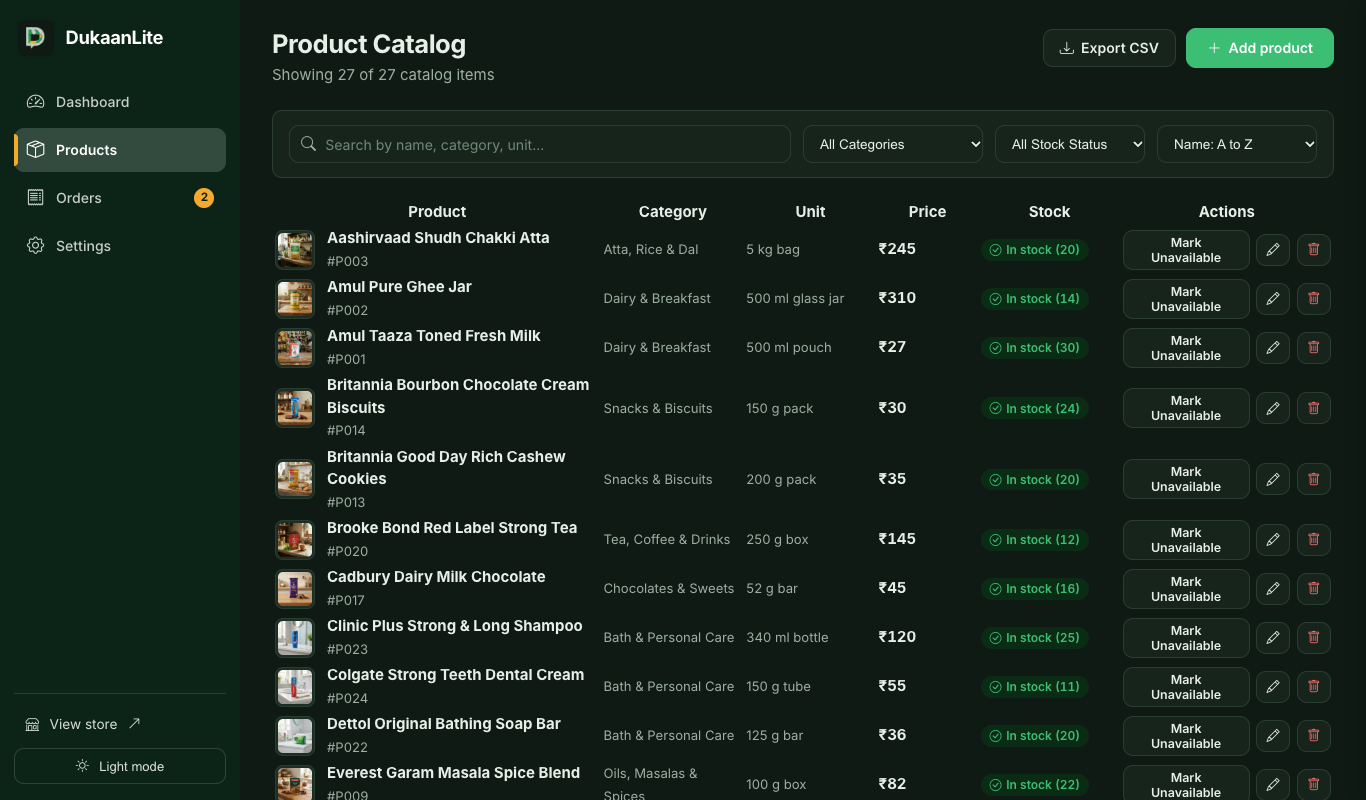 DukaanLite
Dashboard
Products
Orders
2
Settings
View store
Light mode
Product Catalog
Showing 27 of 27 catalog items
Export CSV
Add product
Search by name, category, unit...
All Categories
All Stock Status
Name: A to Z
Product Category Unit Price Stock Actions
Aashirvaad Shudh Chakki Atta
#P003
Atta, Rice & Dal
5 kg bag
₹245
In stock (20)
Mark
Unavailable
Amul Pure Ghee Jar
#P002
Dairy & Breakfast
500 ml glass jar
₹310
In stock (14)
Mark
Unavailable
Amul Taaza Toned Fresh Milk
#P001
Dairy & Breakfast
500 ml pouch
₹27
In stock (30)
Mark
Unavailable
Britannia Bourbon Chocolate Cream
Biscuits
#P014
Snacks & Biscuits
150 g pack
₹30
In stock (24)
Mark
Unavailable
Britannia Good Day Rich Cashew
Cookies
#P013
Snacks & Biscuits
200 g pack
₹35
In stock (20)
Mark
Unavailable
Brooke Bond Red Label Strong Tea
#P020
Tea, Coffee & Drinks
250 g box
₹145
In stock (12)
Mark
Unavailable
Cadbury Dairy Milk Chocolate
#P017
Chocolates & Sweets
52 g bar
₹45
In stock (16)
Mark
Unavailable
Clinic Plus Strong & Long Shampoo
#P023
Bath & Personal Care
340 ml bottle
₹120
In stock (25)
Mark
Unavailable
Colgate Strong Teeth Dental Cream
#P024
Bath & Personal Care
150 g tube
₹55
In stock (11)
Mark
Unavailable
Dettol Original Bathing Soap Bar
#P022
Bath & Personal Care
125 g bar
₹36
In stock (20)
Mark
Unavailable
Everest Garam Masala Spice Blend
#P009
Oils, Masalas &
Spices
100 g box
₹82
In stock (22)
Mark
Unavailable